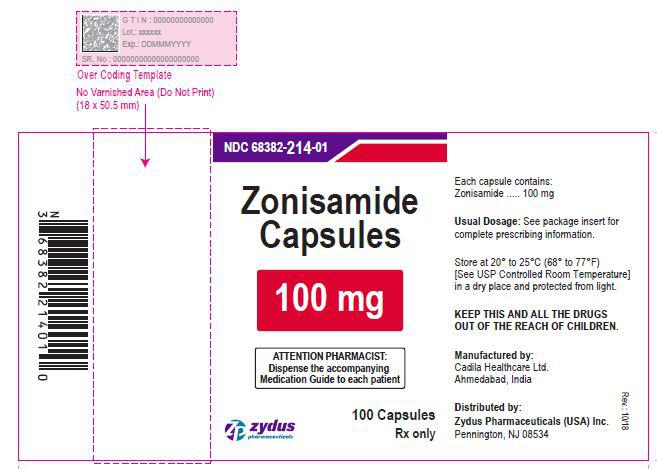 G T I N : 00000000000000
Lot.: xxxxxx
Exp.: DDMMMYYYY
SR. No : 00000000000000000000
Over Coding Template
No Varnished Area (Do Not Print)
(18 x 50.5 mm)
N
3 68382 21401 0
NDC 68382-214-01
Zonisamide
Capsules
100 mg
ATTENTION PHARMACIST:
Dispense the accompanying
Medication Guide to each patient
zydus
pharmaceuticals
100 Capsules
Rx only
Each capsule contains:
Zonisamide ..... 100 mg
Usual Dosage: See package insert for
complete prescribing information.
Store at 20° to 25°C (68° to 77°F)
[See USP Controlled Room Temperature]
in a dry place and protected from light.
KEEP THIS AND ALL THE DRUGS
OUT OF THE REACH OF CHILDREN.
Manufactured by:
Cadila Healthcare Ltd.
Ahmedabad, India
Distributed by:
Zydus Pharmaceuticals (USA) Inc.
Pennington, NJ 08534
Rev.: 10/18